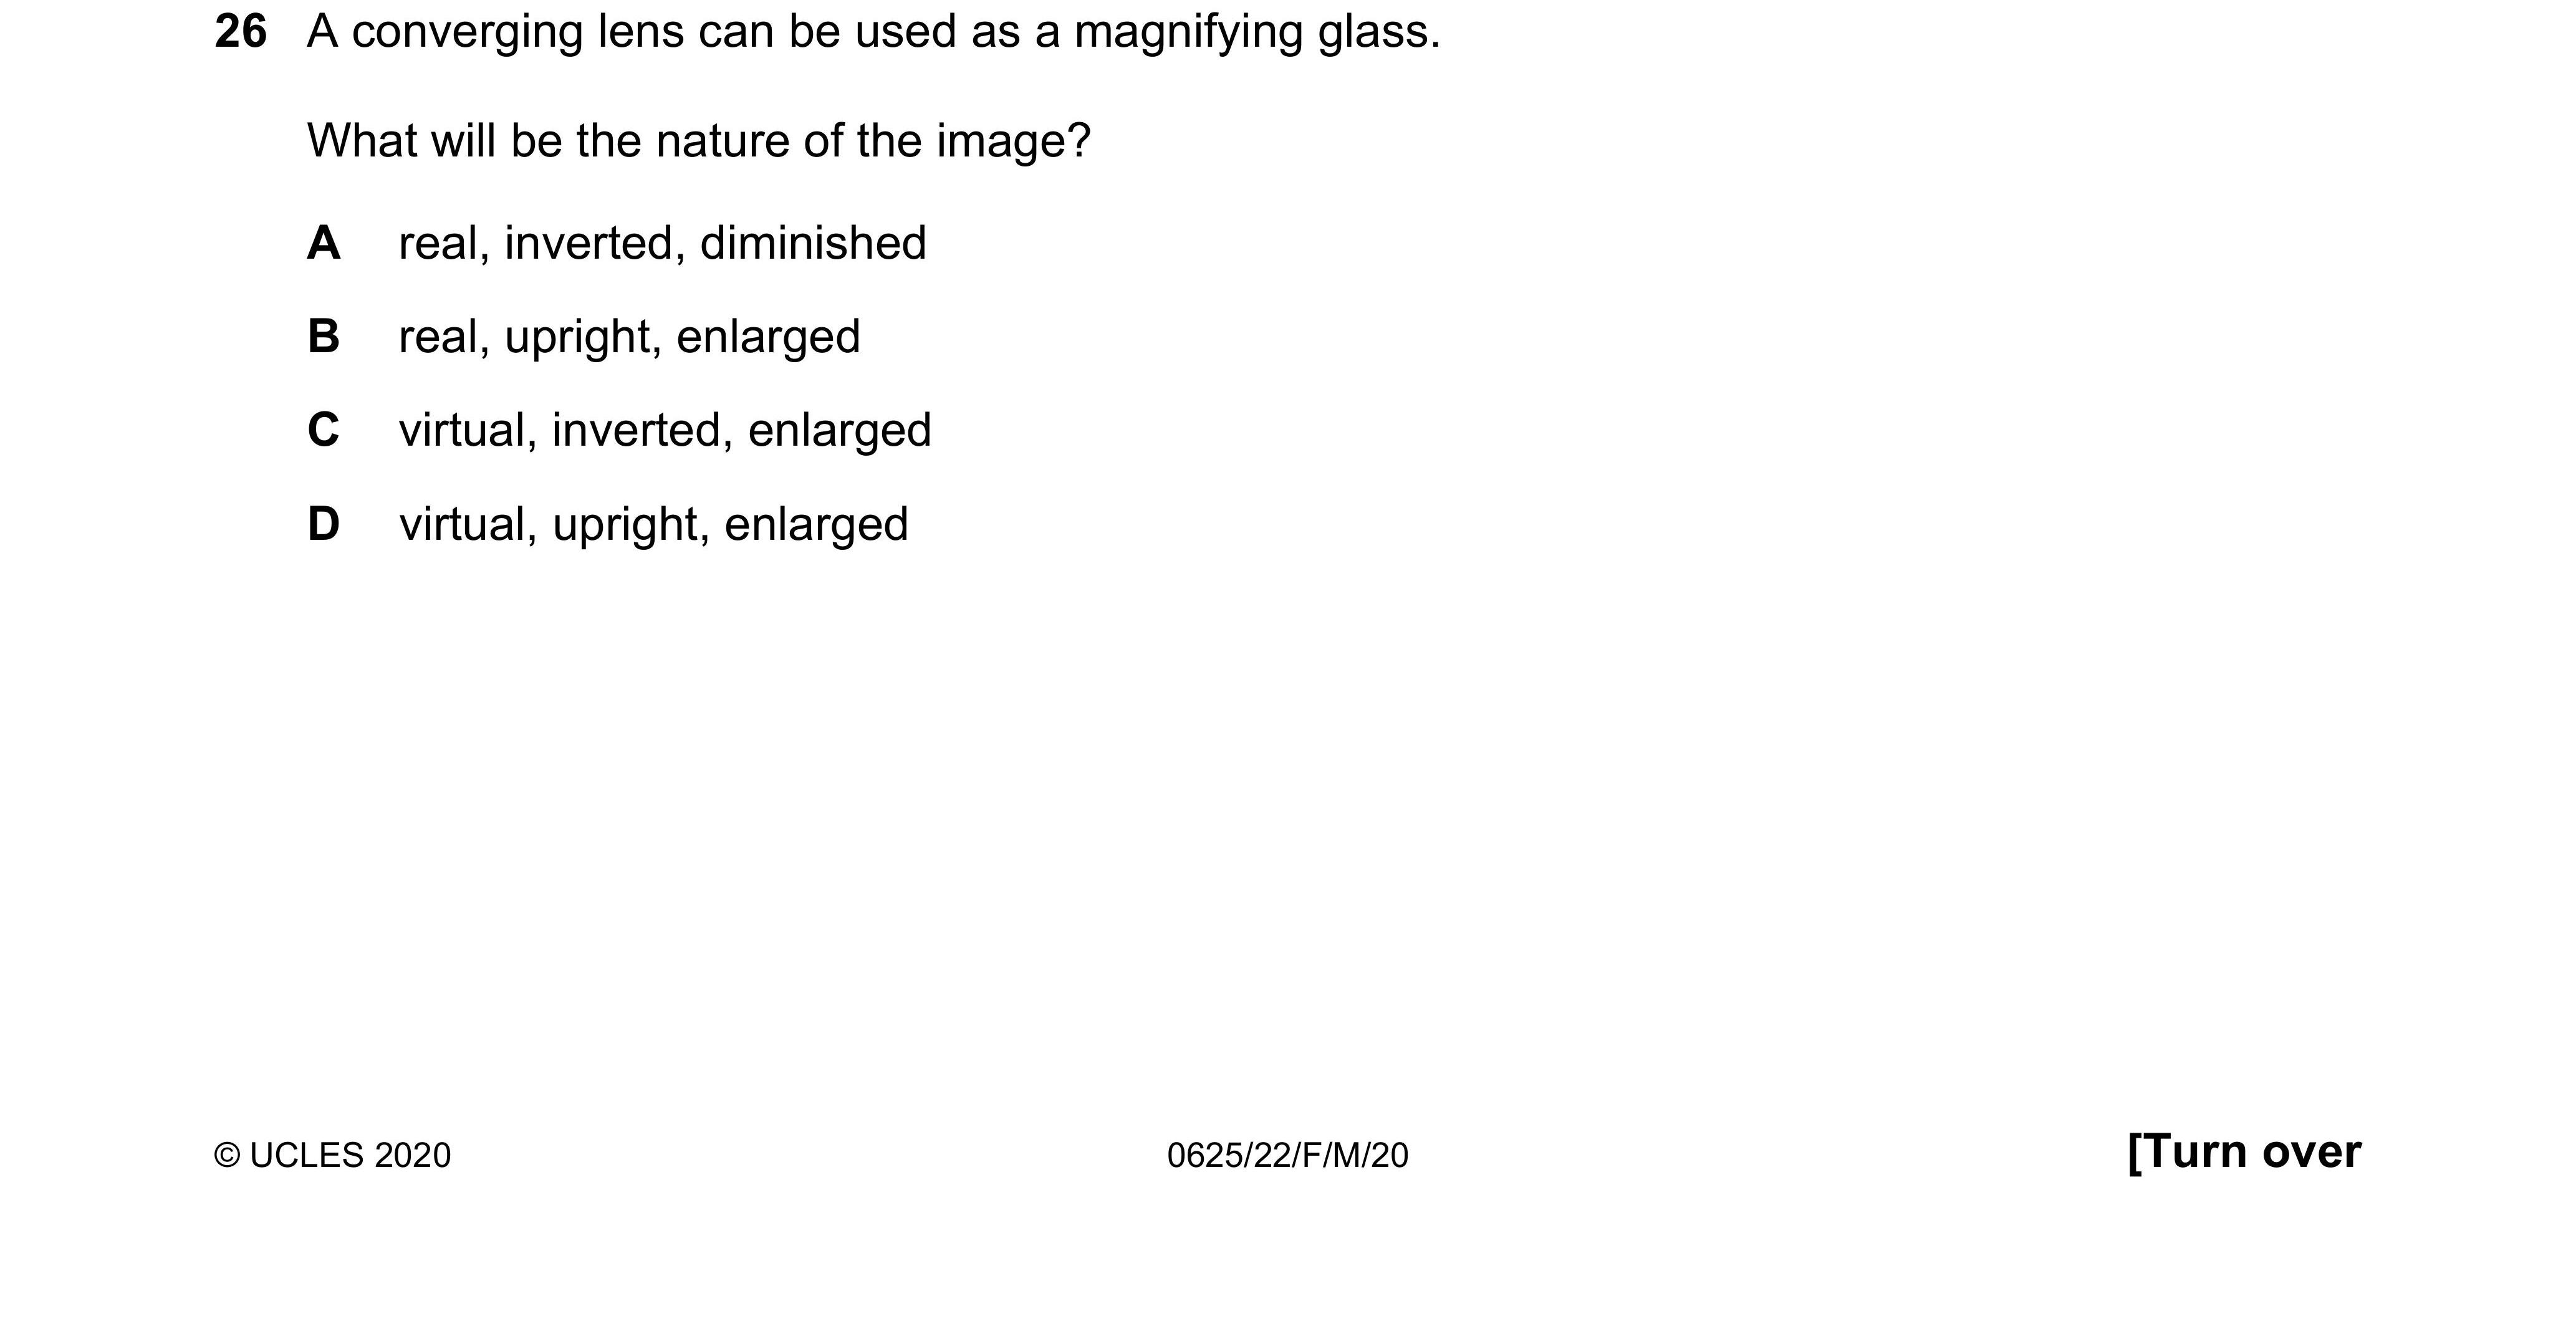 26 A converging lens can be used as a magnifying glass.
What will be the nature of the image?
A real, inverted, diminished
B real, upright, enlarged
C virtual, inverted, enlarged
D virtual, upright, enlarged
© UCLES 2020 0625/22/F/M/20 [Turn over